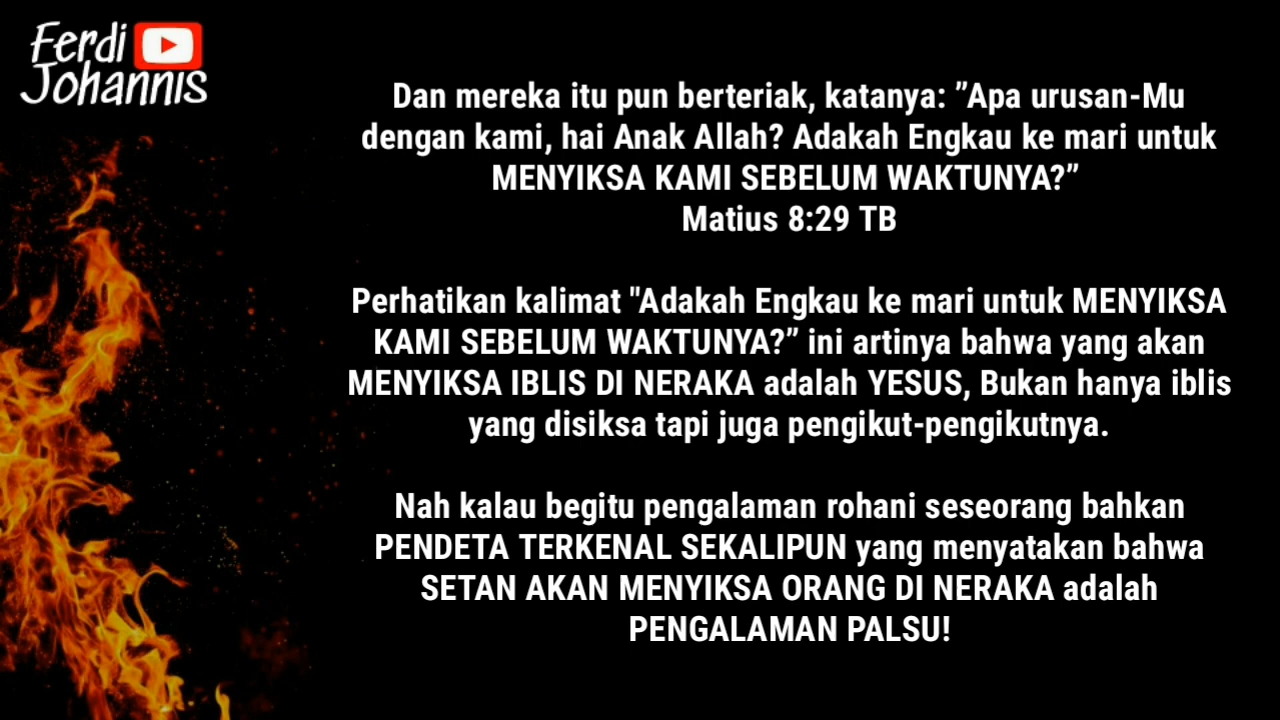 Ferdi
Johannis
Dan mereka itu pun berteriak, katanya: ”Apa urusan-Mu
dengan kami, hai Anak Allah? Adakah Engkau ke mari untuk
MENYIKSA KAMI SEBELUM WAKTUNYA?”
Matius 8:29 TB
Perhatikan kalimat "Adakah Engkau ke mari untuk MENYIKSA
KAMI SEBELUM WAKTUNYA?” ini artinya bahwa yang akan
MENYIKSA IBLIS DI NERAKA adalah YESUS, Bukan hanya iblis
yang disiksa tapi juga pengikut-pengikutnya.
Nah kalau begitu pengalaman rohani seseorang bahkan
PENDETA TERKENAL SEKALIPUN yang menyatakan bahwa
SETAN AKAN MENYIKSA ORANG DI NERAKA adalah
PENGALAMAN PALSU!